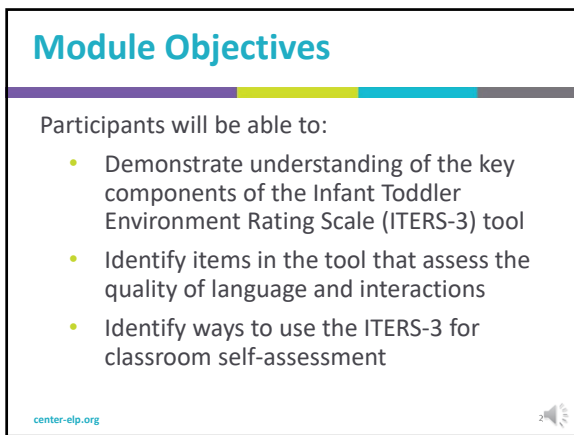 Module Objectives
Participants will be able to:
• Demonstrate understanding of the key
components of the Infant Toddler
Environment Rating Scale (ITERS-3) tool
• Identify items in the tool that assess the
quality of language and interactions
• Identify ways to use the ITERS-3 for
classroom self-assessment
center-elp.org
2